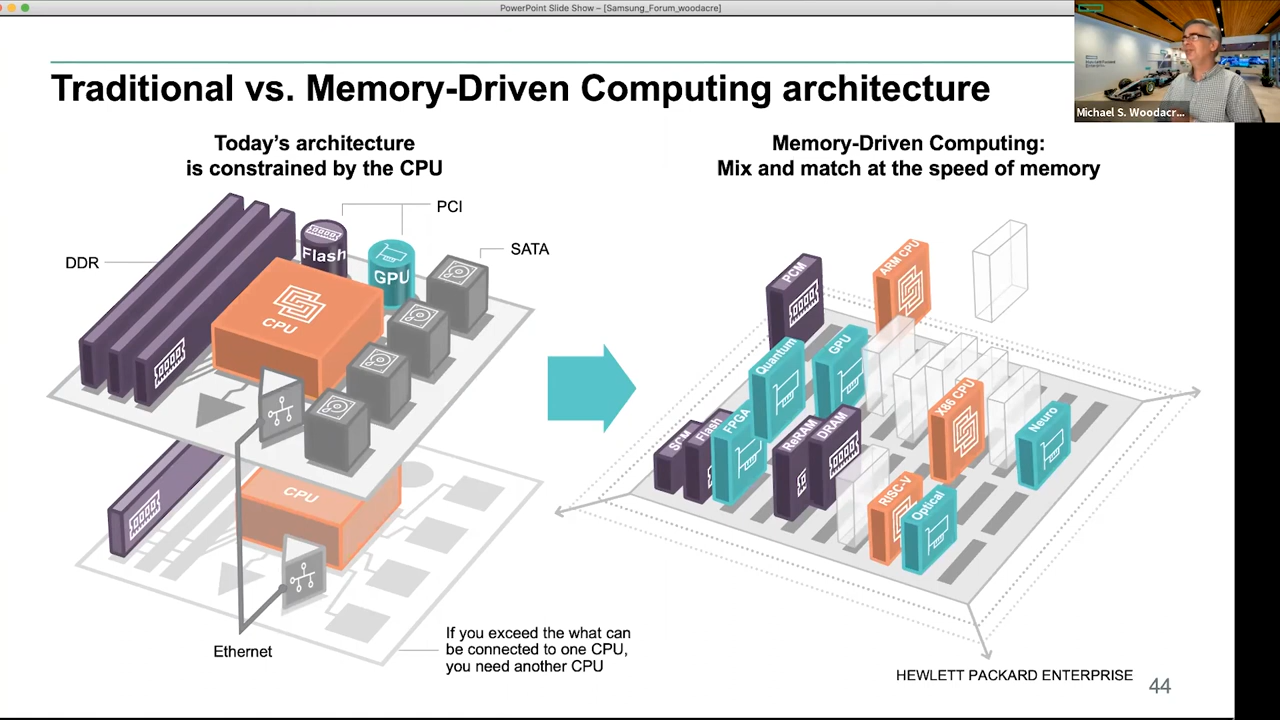 PowerPoint Slide Show – [Samsung_Forum_woodacre]
Traditional vs. Memory-Driven Computing architecture
Michael S. Woodacr...
Today's architecture
is constrained by the CPU
PCI
Flash
GPU
SATA
DDR
CPU
CPU
Ethernet
If you exceed the what can
be connected to one CPU,
you need another CPU
Memory-Driven Computing:
Mix and match at the speed of memory
PCM
ARM CPU
Quantum
GPU
SCM
Flash
FPGA
ReRAM
DRAM
X86 CPU
Neuro
RISC-V
Optical
HEWLETT PACKARD ENTERPRISE
44